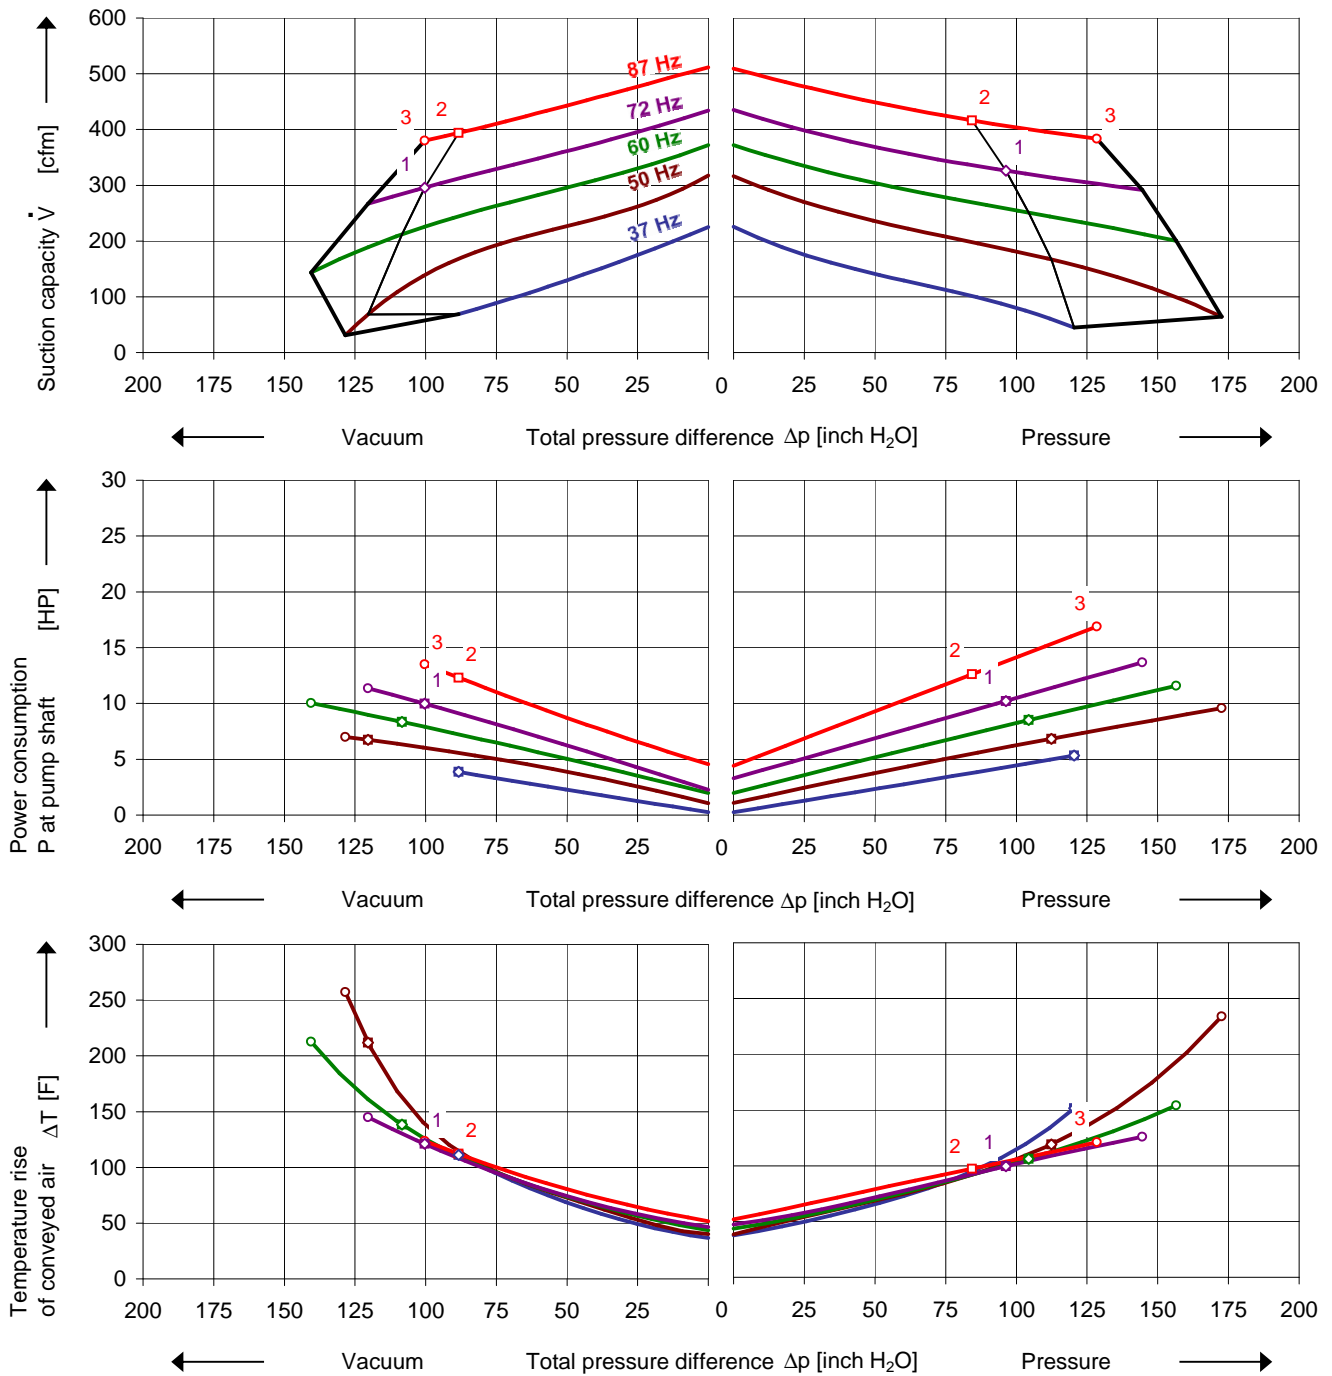 600
500
400
300
200
100
0
Suction capacity V̇ [cfm]
87 Hz
72 Hz
60 Hz
50 Hz
37 Hz
3 2
1
2
3
1
200 175 150 125 100 75 50 25 0 25 50 75 100 125 150 175 200
Vacuum Total pressure difference Δp [inch H₂O] Pressure
30
25
20
15
10
5
0
Power consumption
P at pump shaft [HP]
3
2
1
3
2
1
200 175 150 125 100 75 50 25 0 25 50 75 100 125 150 175 200
Vacuum Total pressure difference Δp [inch H₂O] Pressure
300
250
200
150
100
50
0
Temperature rise
of conveyed air ΔT [F]
1
2
3
2 1
200 175 150 125 100 75 50 25 0 25 50 75 100 125 150 175 200
Vacuum Total pressure difference Δp [inch H₂O] Pressure